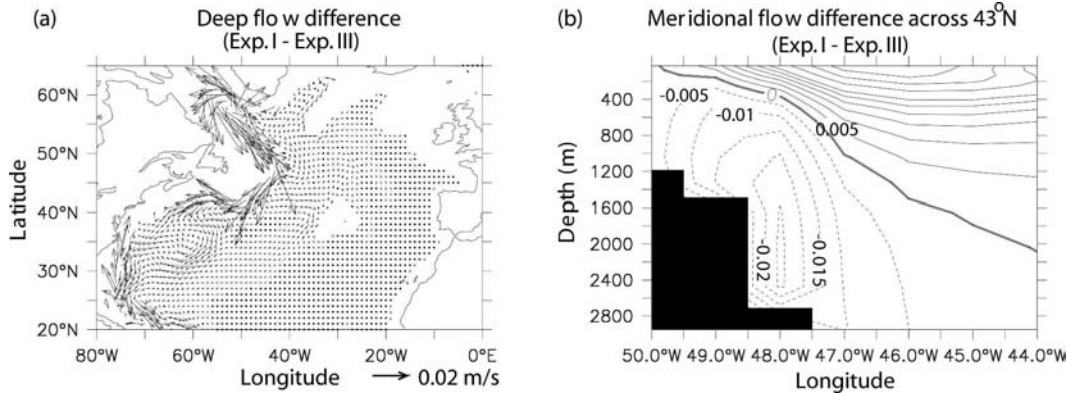 (a) Deep flow difference
(Exp. I - Exp. III)
60°N
50°N
40°N
30°N
20°N
Latitude
80°W 60°W 40°W 20°W 0°E
Longitude
0.02 m/s
(b) Meridional flow difference across 43°N
(Exp. I - Exp. III)
400
800
1200
1600
2000
2400
2800
Depth (m)
-0.005
-0.01
0
0.005
-0.02
-0.015
50.0°W 49.0°W 48.0°W 47.0°W 46.0°W 45.0°W 44.0°W
Longitude